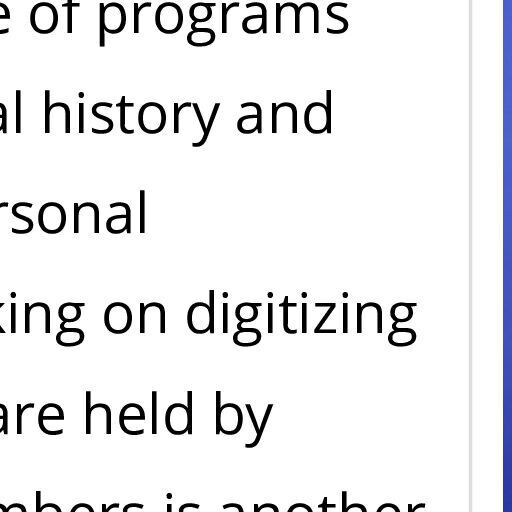 e of programs
al history and
rsonal
king on digitizing
are held by
mbers is another